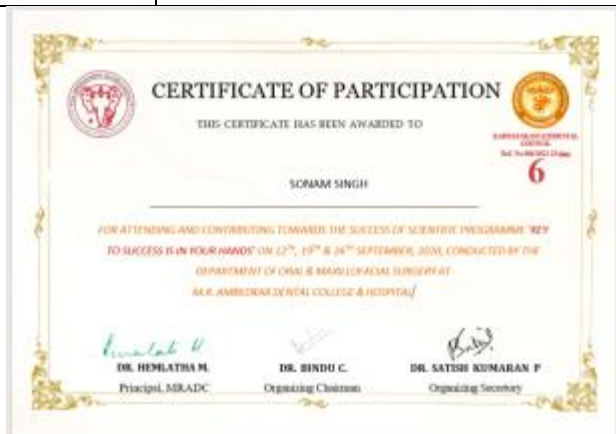 CERTIFICATE OF PARTICIPATION
THIS CERTIFICATE HAS BEEN AWARDED TO
KARNATAKA STATE DENTAL
COUNCIL
6
SONAM SINGH
FOR ATTENDING AND CONTRIBUTING TOWARDS THE SUCCESS OF SCIENTIFIC PROGRAMME "KEY
TO SUCCESS IS IN YOUR HANDS" ON 12TH, 19TH & 26TH SEPTEMBER, 2020, CONDUCTED BY THE
DEPARTMENT OF ORAL & MAXILLOFACIAL SURGERY AT
M.R. AMBEDKAR DENTAL COLLEGE & HOSPITAL
DR. HEMLATHA M. DR. BINDU C. DR. SATISH KUMARAN P
Principal, MRADC Organizing Chairman Organizing Secretary